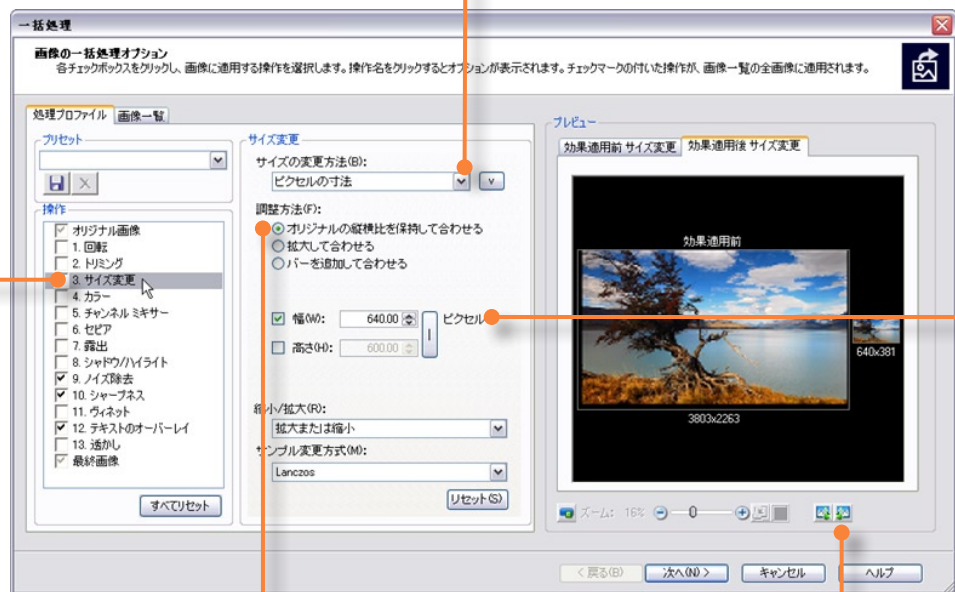 一括処理
画像の一括処理オプション
各チェックボックスをクリックし、画像に適用する操作を選択します。操作名をクリックするとオプションが表示されます。チェックマークの付いた操作が、画像一覧の全画像に適用されます。
処理プロファイル 画像一覧
プリセット
操作
オリジナル画像
1. 回転
2. トリミング
3. サイズ変更
4. カラー
5. チャンネル ミキサー
6. セピア
7. 露出
8. シャドウ/ハイライト
9. ノイズ除去
10. シャープネス
11. ヴィネット
12. テキストのオーバーレイ
13. 透かし
最終画像
すべてリセット
サイズ変更
サイズの変更方法(B):
ピクセルの寸法
v
調整方法(F):
オリジナルの縦横比を保持して合わせる
拡大して合わせる
バーを追加して合わせる
幅(W): 640.00 ピクセル
高さ(H): 600.00
縮小/拡大(R):
拡大または縮小
サンプル変更方式(M):
Lanczos
リセット(S)
プレビュー
効果適用前 サイズ変更 効果適用後 サイズ変更
効果適用前
640x381
3803x2263
ズーム: 16%
< 戻る(B) 次へ(N) > キャンセル ヘルプ